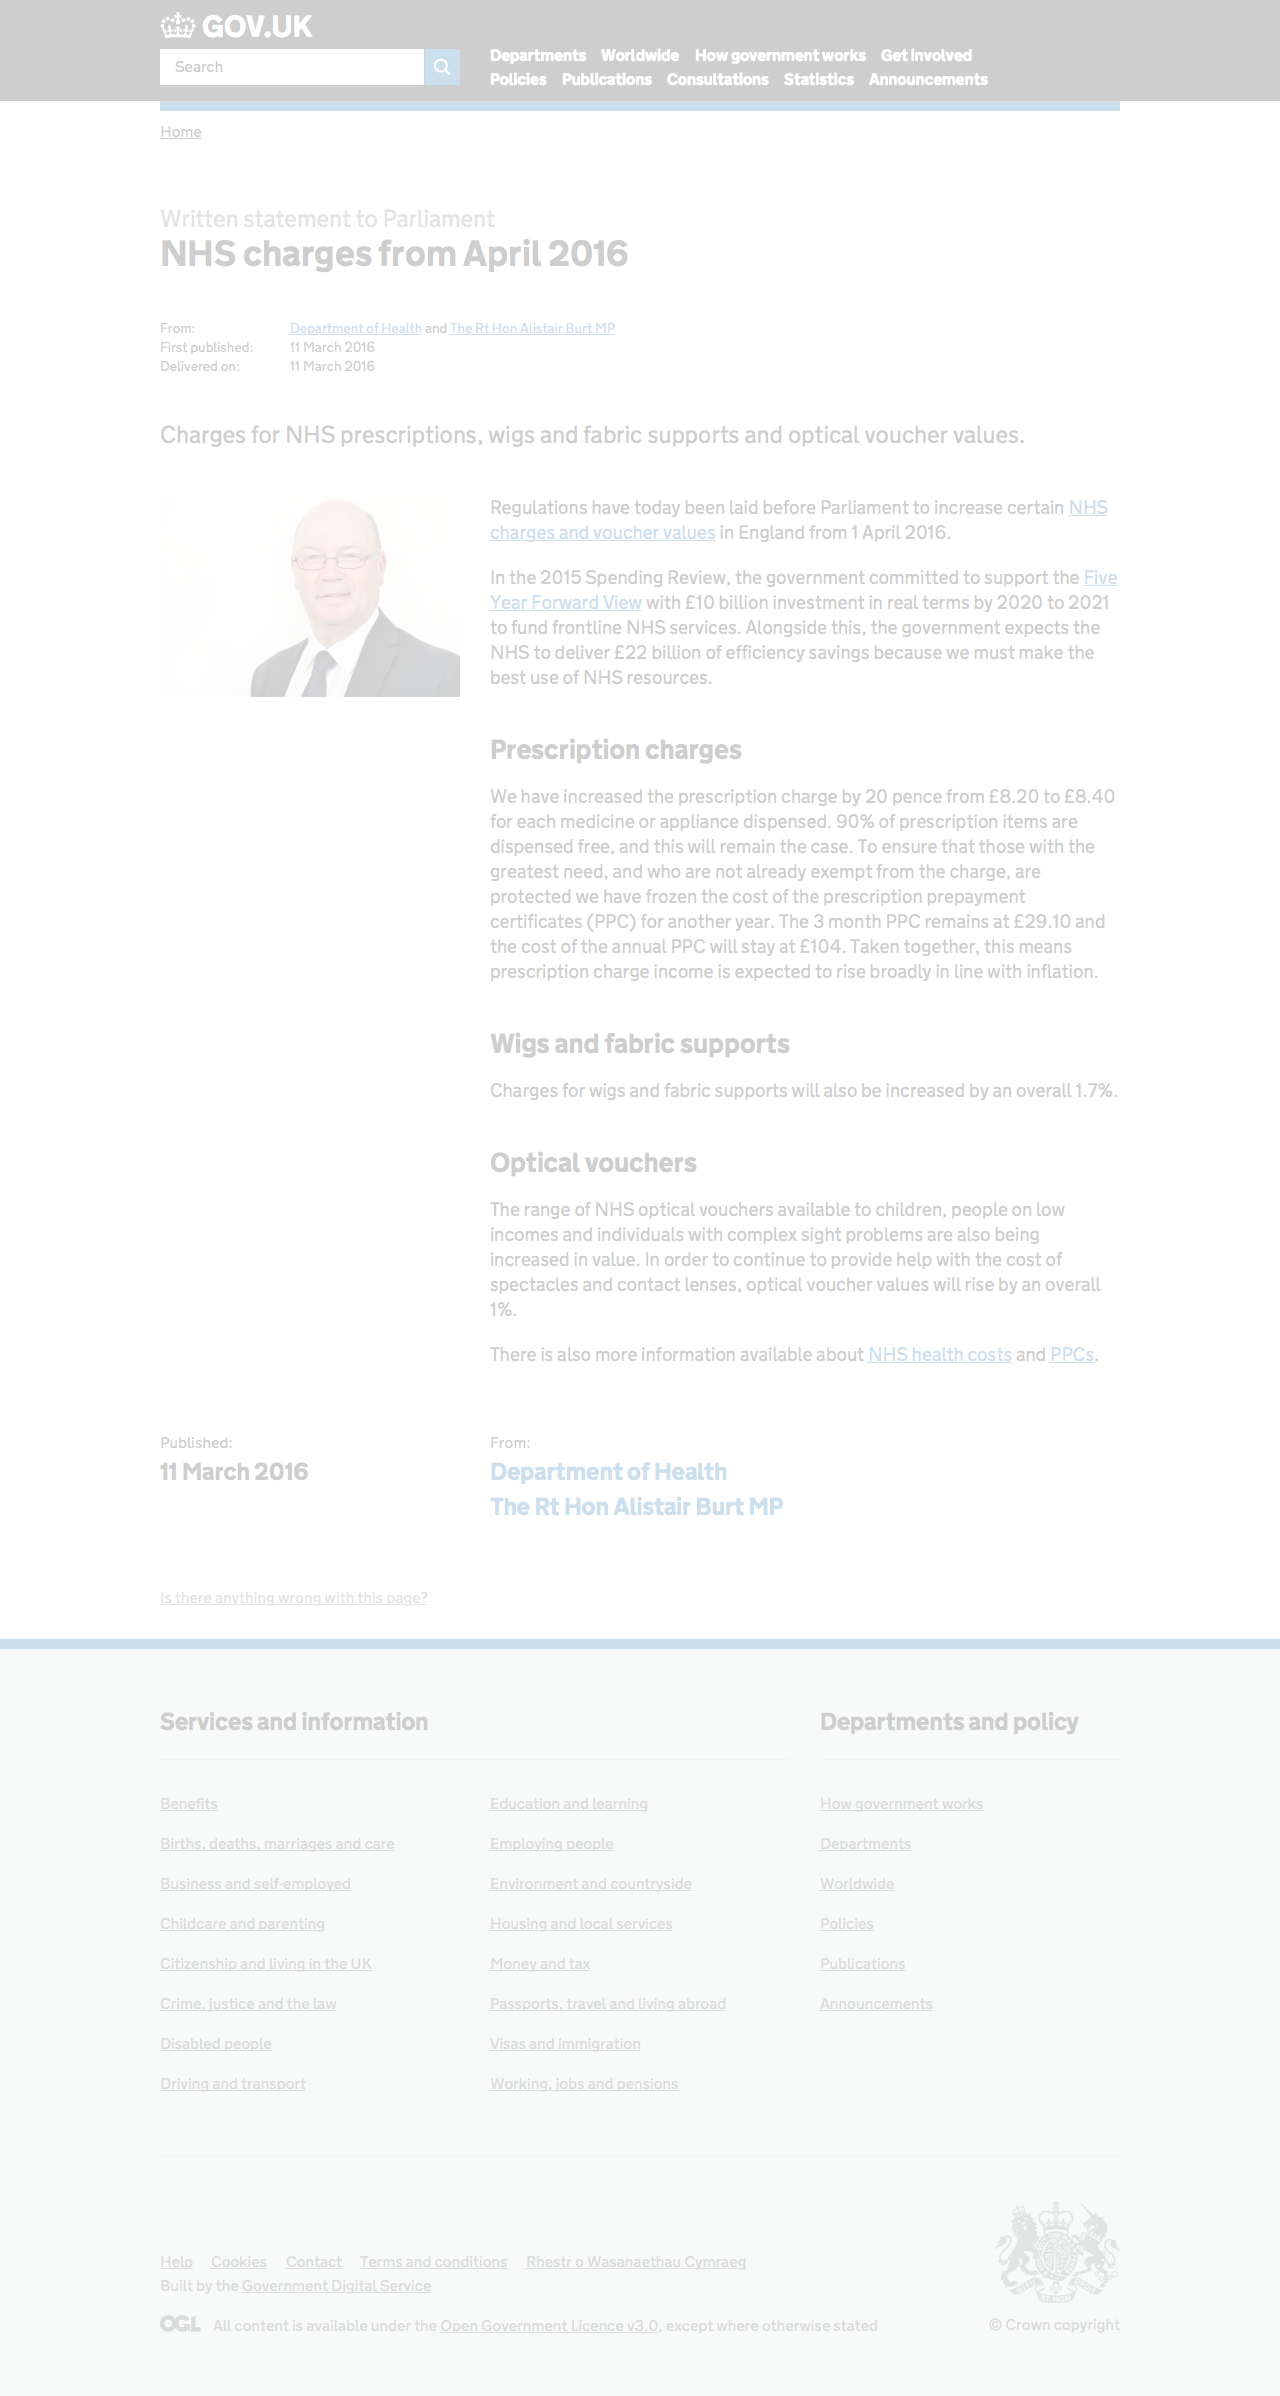 GOV.UK
Search
Departments Worldwide How government works Get involved
Policies Publications Consultations Statistics Announcements
Home
Written statement to Parliament
NHS charges from April 2016
From: Department of Health and The Rt Hon Alistair Burt MP
First published: 11 March 2016
Delivered on: 11 March 2016
Charges for NHS prescriptions, wigs and fabric supports and optical voucher values.
Regulations have today been laid before Parliament to increase certain NHS
charges and voucher values in England from 1 April 2016.
In the 2015 Spending Review, the government committed to support the Five
Year Forward View with £10 billion investment in real terms by 2020 to 2021
to fund frontline NHS services. Alongside this, the government expects the
NHS to deliver £22 billion of efficiency savings because we must make the
best use of NHS resources.
Prescription charges
We have increased the prescription charge by 20 pence from £8.20 to £8.40
for each medicine or appliance dispensed. 90% of prescription items are
dispensed free, and this will remain the case. To ensure that those with the
greatest need, and who are not already exempt from the charge, are
protected we have frozen the cost of the prescription prepayment
certificates (PPC) for another year. The 3 month PPC remains at £29.10 and
the cost of the annual PPC will stay at £104. Taken together, this means
prescription charge income is expected to rise broadly in line with inflation.
Wigs and fabric supports
Charges for wigs and fabric supports will also be increased by an overall 1.7%.
Optical vouchers
The range of NHS optical vouchers available to children, people on low
incomes and individuals with complex sight problems are also being
increased in value. In order to continue to provide help with the cost of
spectacles and contact lenses, optical voucher values will rise by an overall
1%.
There is also more information available about NHS health costs and PPCs.
Published:
11 March 2016
From:
Department of Health
The Rt Hon Alistair Burt MP
Is there anything wrong with this page?
Services and information
Benefits
Births, deaths, marriages and care
Business and self-employed
Childcare and parenting
Citizenship and living in the UK
Crime, justice and the law
Disabled people
Driving and transport
Education and learning
Employing people
Environment and countryside
Housing and local services
Money and tax
Passports, travel and living abroad
Visas and immigration
Working, jobs and pensions
Departments and policy
How government works
Departments
Worldwide
Policies
Publications
Announcements
Help Cookies Contact Terms and conditions Rhestr o Wasanaethau Cymraeg
Built by the Government Digital Service
OGL All content is available under the Open Government Licence v3.0, except where otherwise stated
© Crown copyright